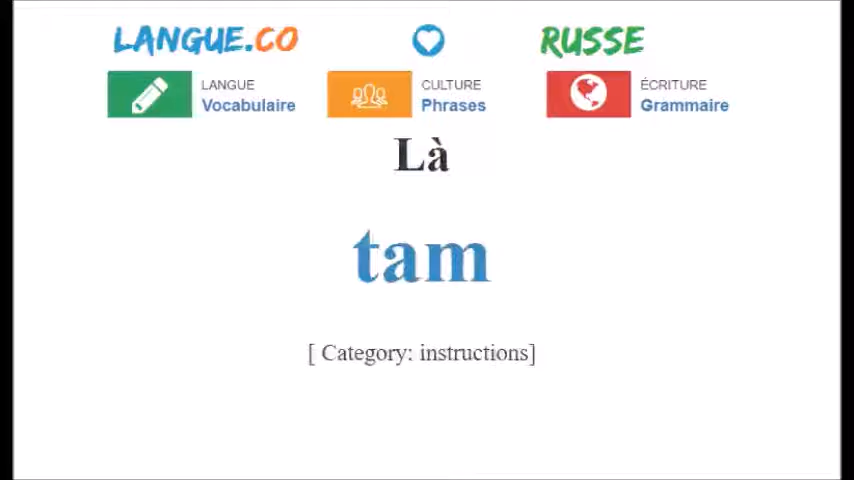 LANGUE.CO
RUSSE
LANGUE
Vocabulaire
CULTURE
Phrases
ÉCRITURE
Grammaire
Là
tam
[ Category: instructions]